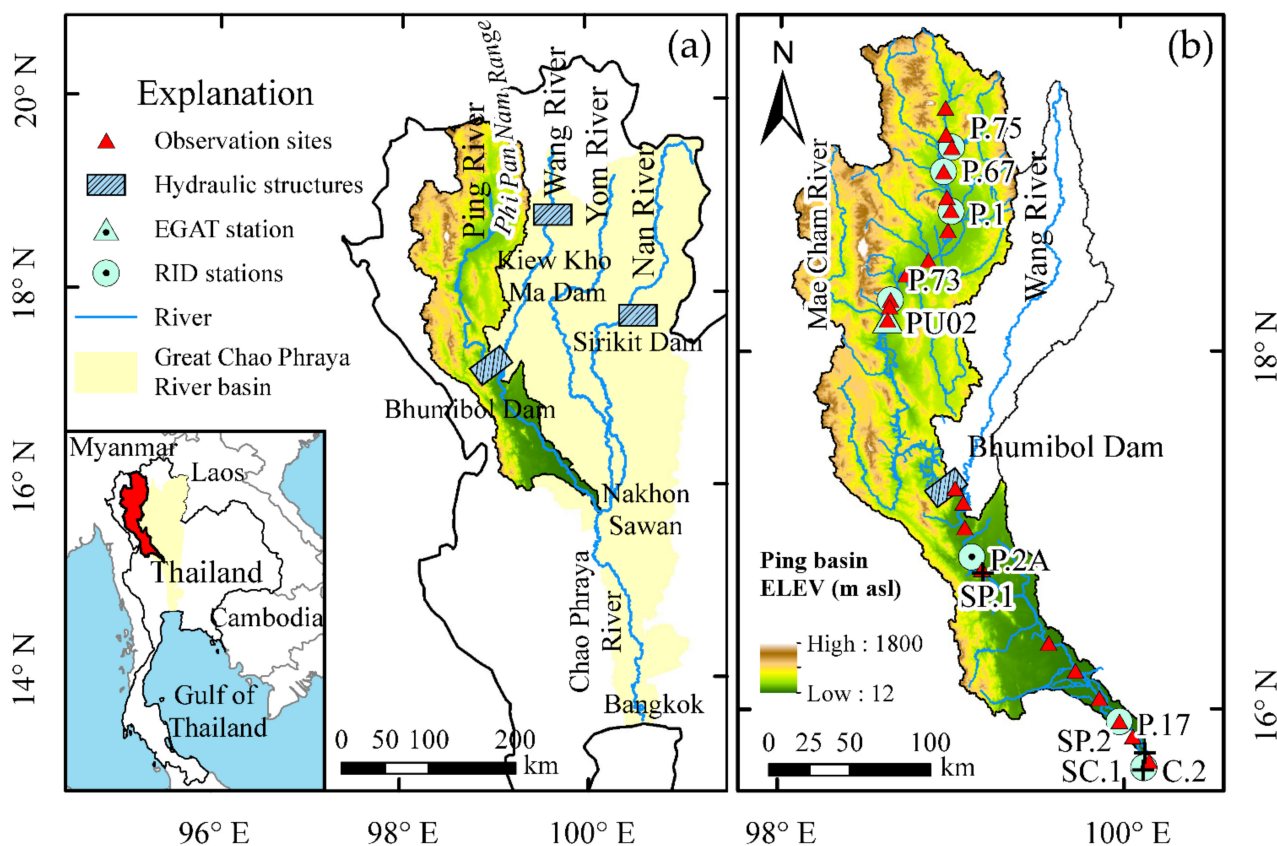 (a)
Explanation
Observation sites
Hydraulic structures
EGAT station
RID stations
River
Great Chao Phraya
River basin
Ping River
Phi Pan Nam Range
Wang River
Yom River
Nan River
Kiew Kho
Ma Dam
Sirikit Dam
Bhumibol Dam
Nakhon
Sawan
Chao Phraya
River
Bangkok
0 50 100 200
km
Myanmar
Laos
Thailand
Cambodia
Gulf of
Thailand
20° N
18° N
16° N
14° N
96° E
98° E
100° E
(b)
N
P.75
P.67
P.1
P.73
PU02
Mae Cham River
Wang River
Bhumibol Dam
P.2A
SP.1
Ping basin
ELEV (m asl)
High : 1800
Low : 12
P.17
SP.2
SC.1
C.2
0 25 50 100
km
18° N
16° N
98° E
100° E